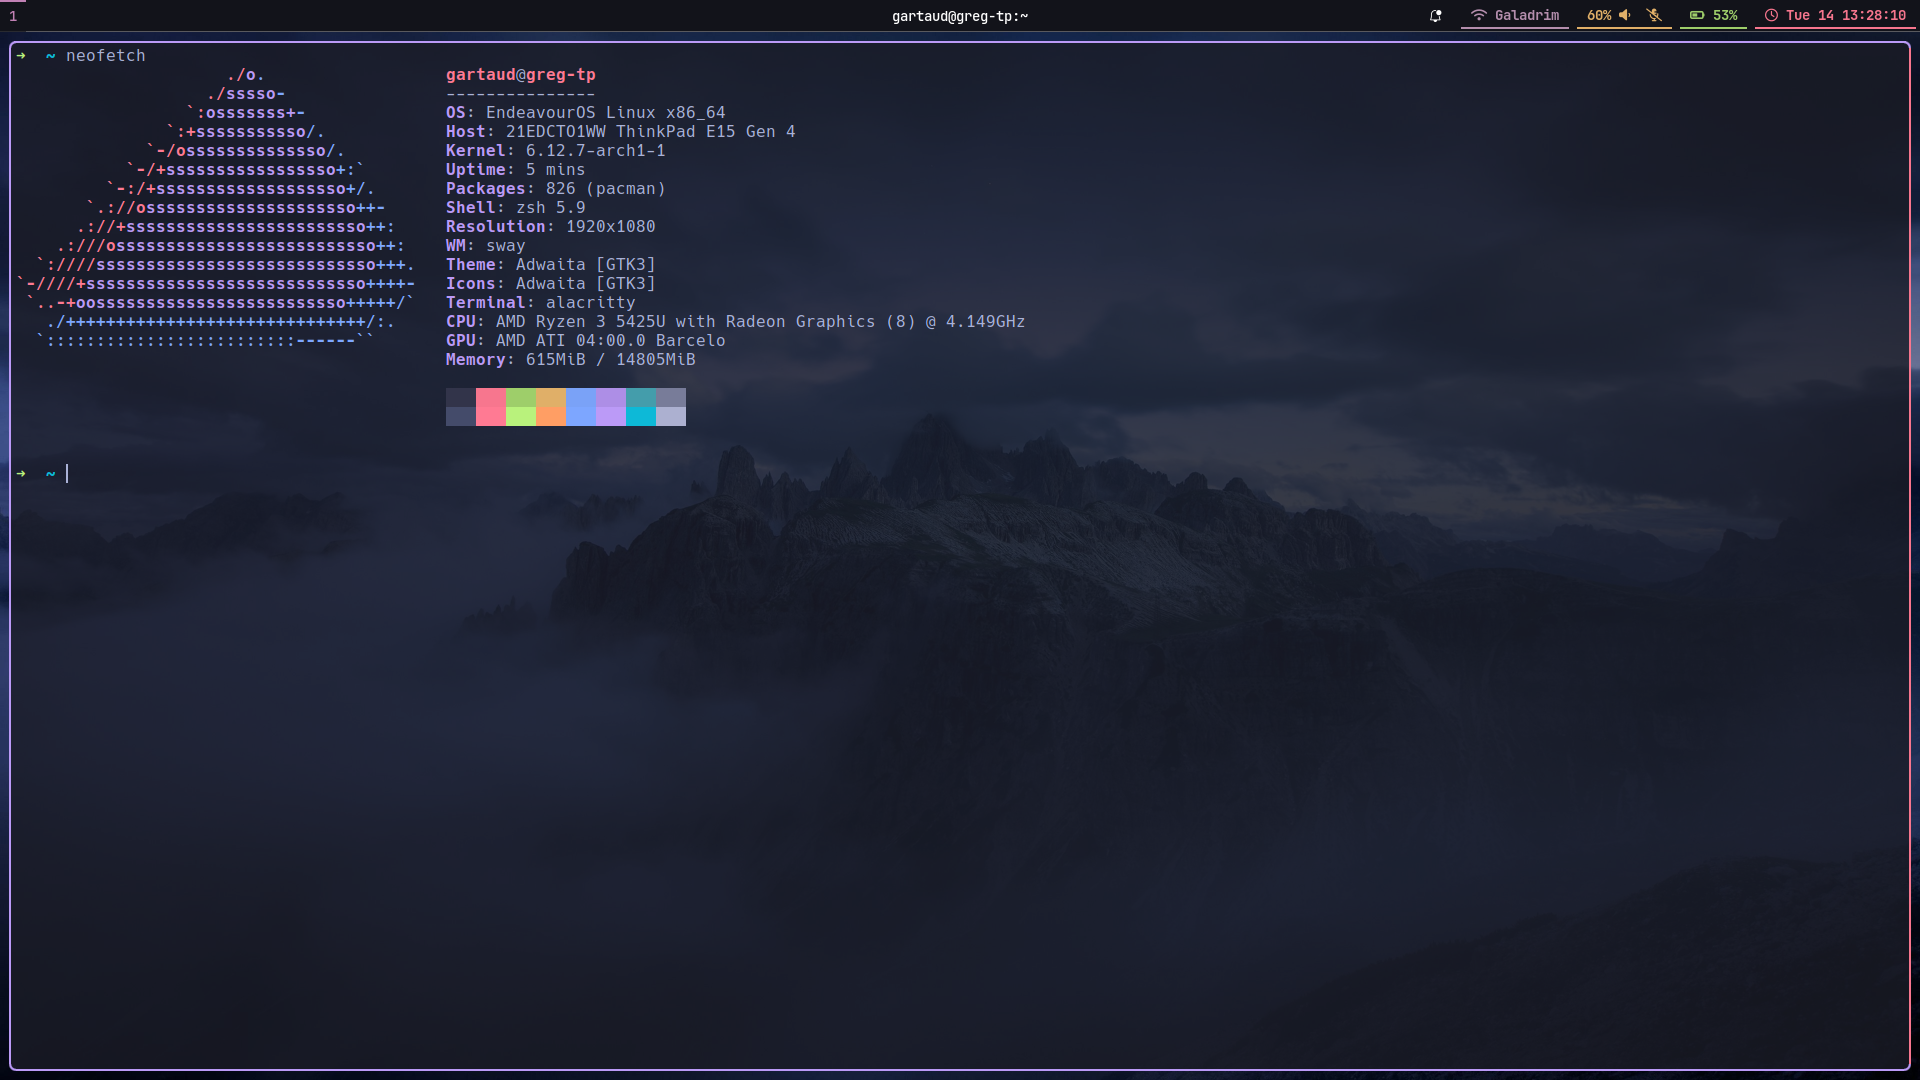 1
gartaud@greg-tp:~
Galadrim
60%
53%
Tue 14 13:28:10
➜  ~ neofetch
                     ./o.
                   ./sssso-
                 `:osssssss+-
               `:+sssssssssso/.
             `-/ossssssssssssso/.
           `-/+sssssssssssssssso+:`
         `-:/+sssssssssssssssssso+/.
       `.://osssssssssssssssssssso++-
      .://+ssssssssssssssssssssssso++:
    .:///ossssssssssssssssssssssssso++:
  `:////ssssssssssssssssssssssssssso+++.
`-////+ssssssssssssssssssssssssssso++++-
 `..-+oosssssssssssssssssssssssso+++++/`
   ./++++++++++++++++++++++++++++++/:.
  `:::::::::::::::::::::::::------``
gartaud@greg-tp
---------------
OS: EndeavourOS Linux x86_64
Host: 21EDCTO1WW ThinkPad E15 Gen 4
Kernel: 6.12.7-arch1-1
Uptime: 5 mins
Packages: 826 (pacman)
Shell: zsh 5.9
Resolution: 1920x1080
WM: sway
Theme: Adwaita [GTK3]
Icons: Adwaita [GTK3]
Terminal: alacritty
CPU: AMD Ryzen 3 5425U with Radeon Graphics (8) @ 4.149GHz
GPU: AMD ATI 04:00.0 Barcelo
Memory: 615MiB / 14805MiB
➜  ~